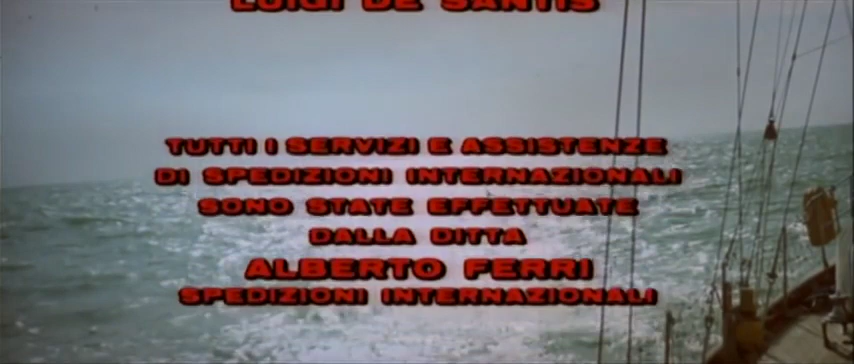 LUIGI DE SANTIS
TUTTI I SERVIZI E ASSISTENZE
DI SPEDIZIONI INTERNAZIONALI
SONO STATE EFFETTUATE
DALLA DITTA
ALBERTO FERRI
SPEDIZIONI INTERNAZIONALI